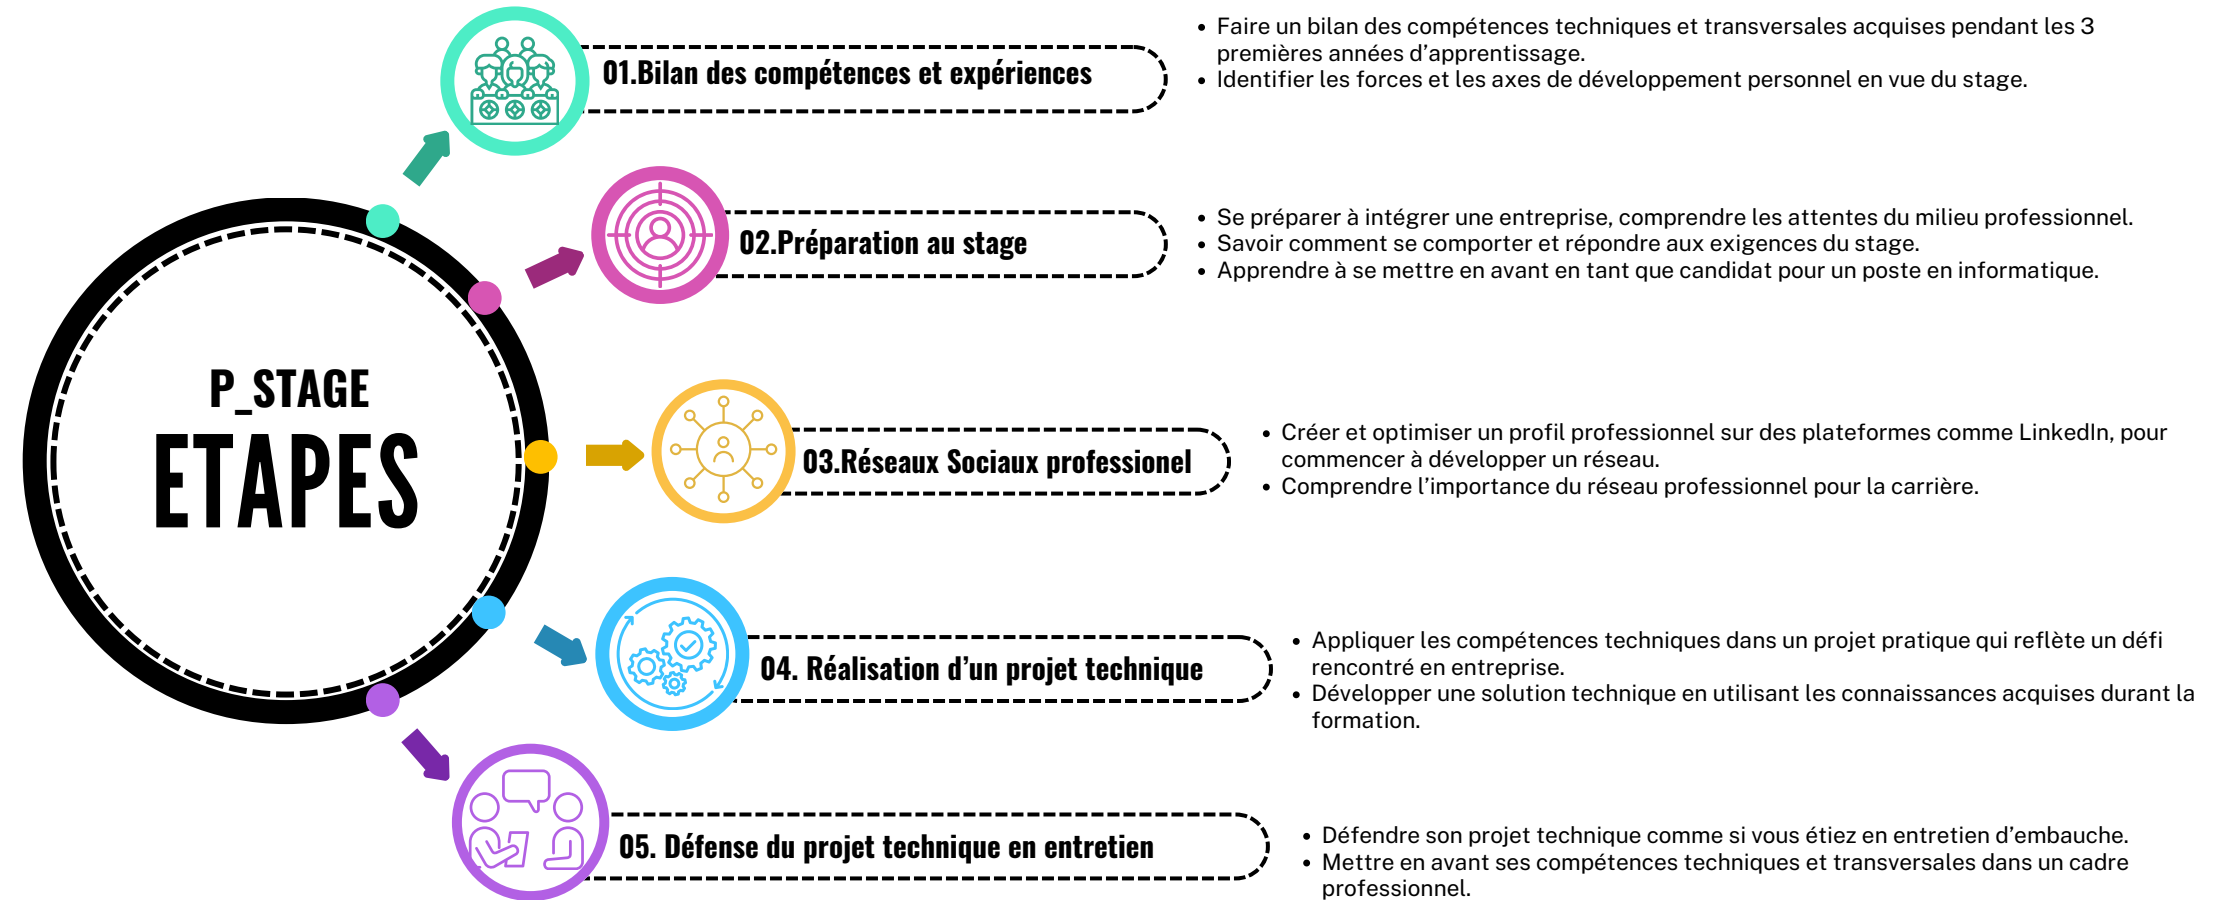 P_STAGE
ETAPES
01.Bilan des compétences et expériences
• Faire un bilan des compétences techniques et transversales acquises pendant les 3
premières années d’apprentissage.
• Identifier les forces et les axes de développement personnel en vue du stage.
02.Préparation au stage
• Se préparer à intégrer une entreprise, comprendre les attentes du milieu professionnel.
• Savoir comment se comporter et répondre aux exigences du stage.
• Apprendre à se mettre en avant en tant que candidat pour un poste en informatique.
03.Réseaux Sociaux professionel
• Créer et optimiser un profil professionnel sur des plateformes comme LinkedIn, pour
commencer à développer un réseau.
• Comprendre l’importance du réseau professionnel pour la carrière.
04. Réalisation d’un projet technique
• Appliquer les compétences techniques dans un projet pratique qui reflète un défi
rencontré en entreprise.
• Développer une solution technique en utilisant les connaissances acquises durant la
formation.
05. Défense du projet technique en entretien
• Défendre son projet technique comme si vous étiez en entretien d’embauche.
• Mettre en avant ses compétences techniques et transversales dans un cadre
professionnel.